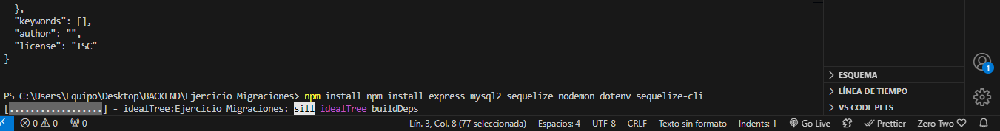 },
"keywords": [],
"author": "",
"license": "ISC"
}
PS C:\Users\Equipo\Desktop\BACKEND\Ejercicio Migraciones> npm install npm install express mysql2 sequelize nodemon dotenv sequelize-cli
[..................] - idealTree:Ejercicio Migraciones: sill idealTree buildDeps
ESQUEMA
LÍNEA DE TIEMPO
VS CODE PETS
1
0 0 0 Lín. 3, Col. 8 (77 seleccionada) Espacios: 4 UTF-8 CRLF Texto sin formato Indents: 1 Go Live Prettier Zero Two